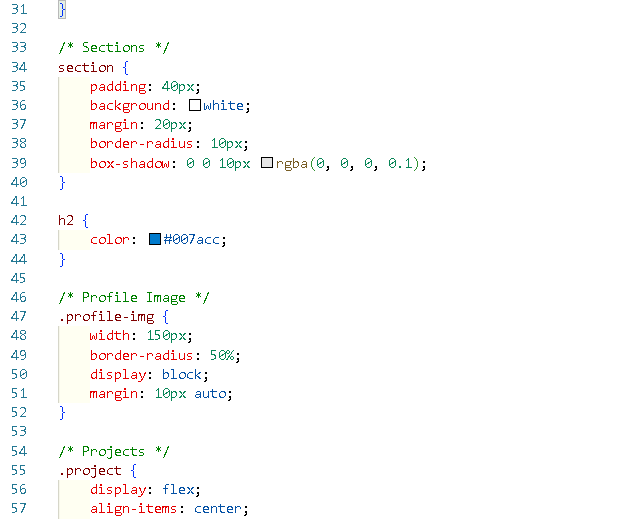 31 }
32
33 /* Sections */
34 section {
35 padding: 40px;
36 background: white;
37 margin: 20px;
38 border-radius: 10px;
39 box-shadow: 0 0 10px rgba(0, 0, 0, 0.1);
40 }
41
42 h2 {
43 color: #007acc;
44 }
45
46 /* Profile Image */
47 .profile-img {
48 width: 150px;
49 border-radius: 50%;
50 display: block;
51 margin: 10px auto;
52 }
53
54 /* Projects */
55 .project {
56 display: flex;
57 align-items: center;